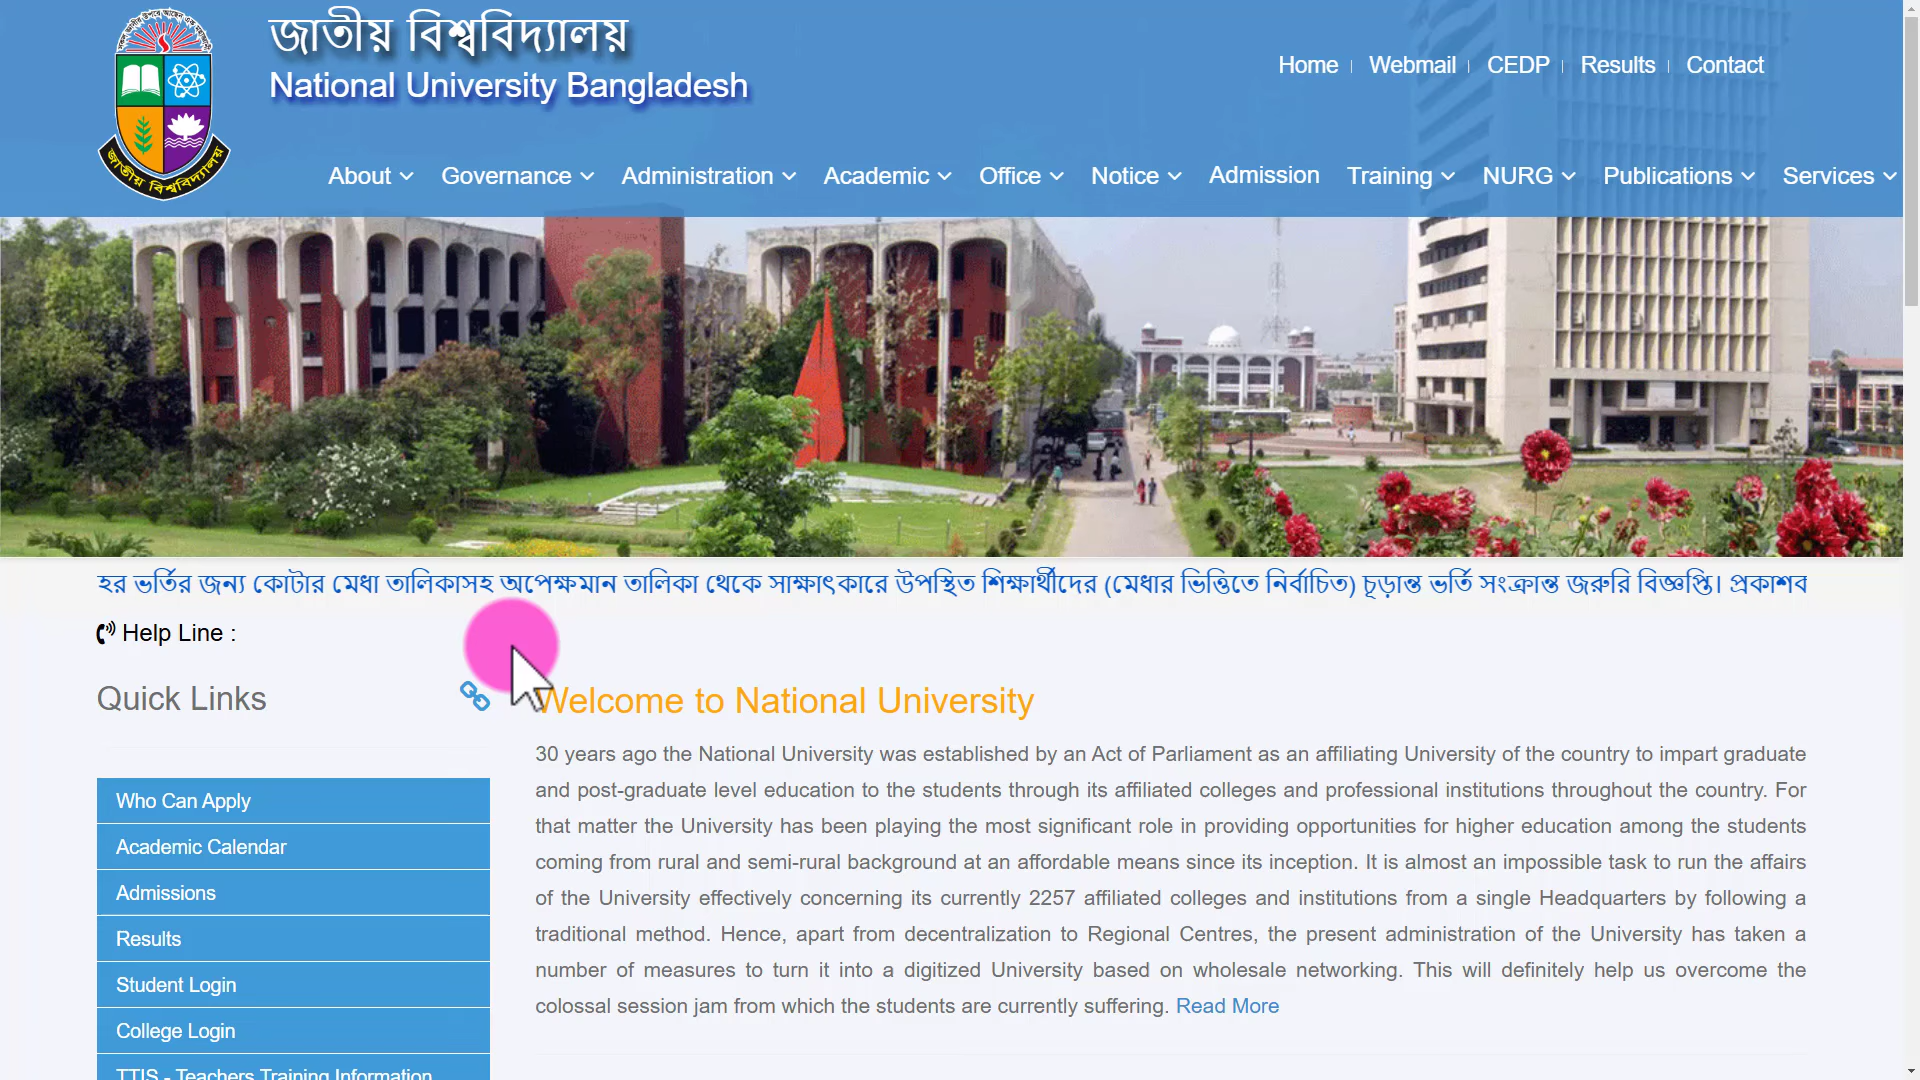 জাতীয় বিশ্ববিদ্যালয়
National University Bangladesh
Home
Webmail
CEDP
Results
Contact
জাতীয় বিশ্ববিদ্যালয়
About
Governance
Administration
Academic
Office
Notice
Admission
Training
NURG
Publications
Services
হর ভর্তির জন্য কোটার মেধা তালিকাসহ অপেক্ষমান তালিকা থেকে সাক্ষাৎকারে উপস্থিত শিক্ষার্থীদের (মেধার ভিত্তিতে নির্বাচিত) চূড়ান্ত ভর্তি সংক্রান্ত জরুরি বিজ্ঞপ্তি। প্রকাশব
Help Line :
Quick Links
Who Can Apply
Academic Calendar
Admissions
Results
Student Login
College Login
TTIS - Teachers Training Information
Welcome to National University
30 years ago the National University was established by an Act of Parliament as an affiliating University of the country to impart graduate
and post-graduate level education to the students through its affiliated colleges and professional institutions throughout the country. For
that matter the University has been playing the most significant role in providing opportunities for higher education among the students
coming from rural and semi-rural background at an affordable means since its inception. It is almost an impossible task to run the affairs
of the University effectively concerning its currently 2257 affiliated colleges and institutions from a single Headquarters by following a
traditional method. Hence, apart from decentralization to Regional Centres, the present administration of the University has taken a
number of measures to turn it into a digitized University based on wholesale networking. This will definitely help us overcome the
colossal session jam from which the students are currently suffering. Read More